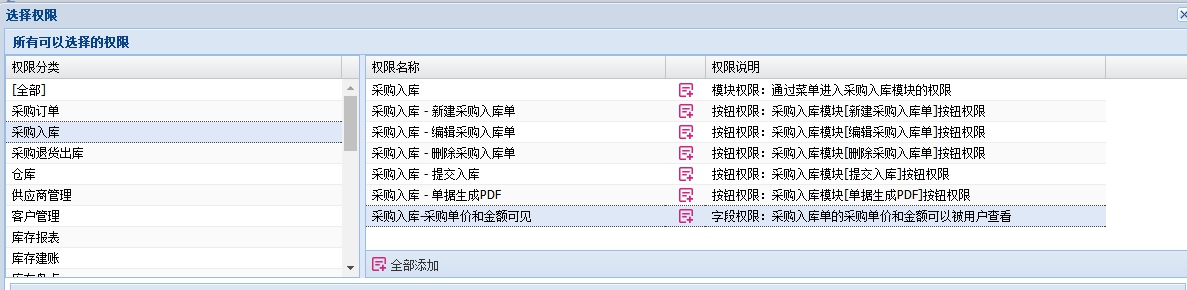 选择权限
所有可以选择的权限
权限分类
权限名称
权限说明
[全部]
采购订单
采购入库
采购退货出库
仓库
供应商管理
客户管理
库存报表
库存建账
库存盘点
采购入库
模块权限：通过菜单进入采购入库模块的权限
采购入库 - 新建采购入库单
按钮权限：采购入库模块[新建采购入库单]按钮权限
采购入库 - 编辑采购入库单
按钮权限：采购入库模块[编辑采购入库单]按钮权限
采购入库 - 删除采购入库单
按钮权限：采购入库模块[删除采购入库单]按钮权限
采购入库 - 提交入库
按钮权限：采购入库模块[提交入库]按钮权限
采购入库 - 单据生成PDF
按钮权限：采购入库模块[单据生成PDF]按钮权限
采购入库-采购单价和金额可见
字段权限：采购入库单的采购单价和金额可以被用户查看
全部添加